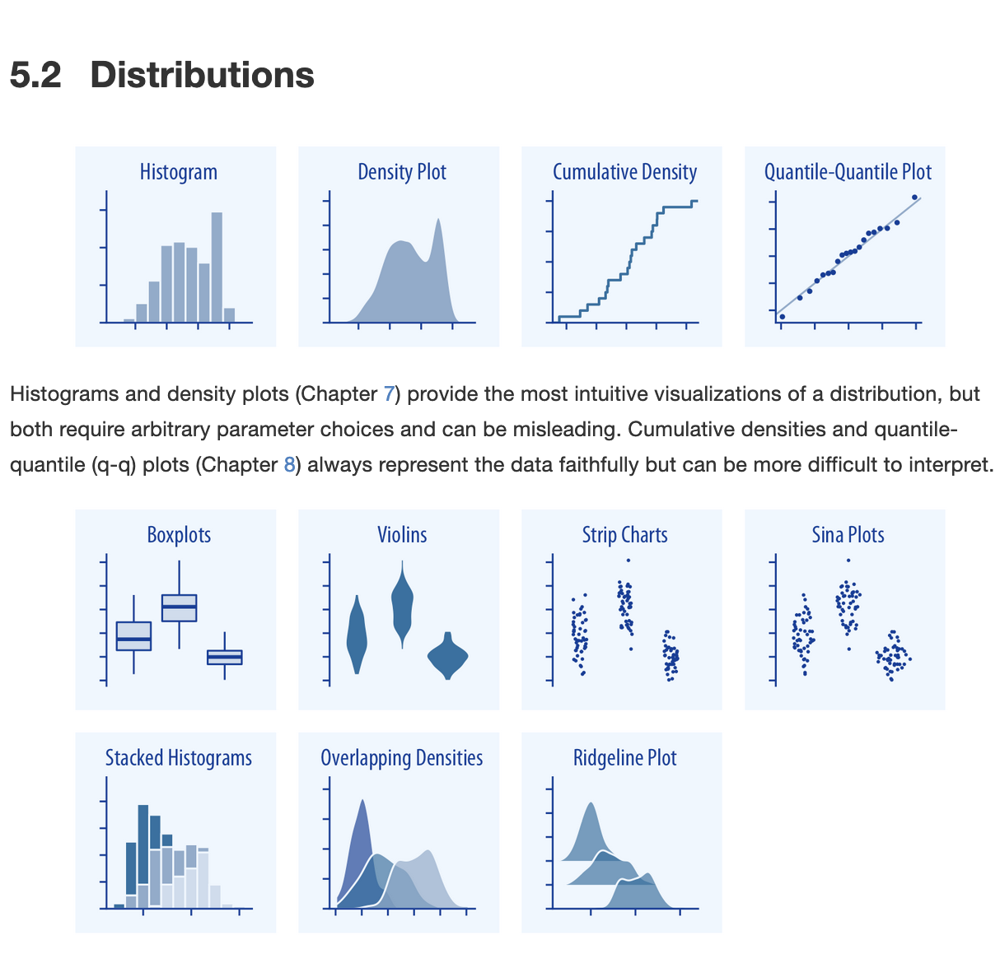 5.2 Distributions
Histogram
Density Plot
Cumulative Density
Quantile-Quantile Plot
Histograms and density plots (Chapter 7) provide the most intuitive visualizations of a distribution, but
both require arbitrary parameter choices and can be misleading. Cumulative densities and quantile-
quantile (q-q) plots (Chapter 8) always represent the data faithfully but can be more difficult to interpret.
Boxplots
Violins
Strip Charts
Sina Plots
Stacked Histograms
Overlapping Densities
Ridgeline Plot